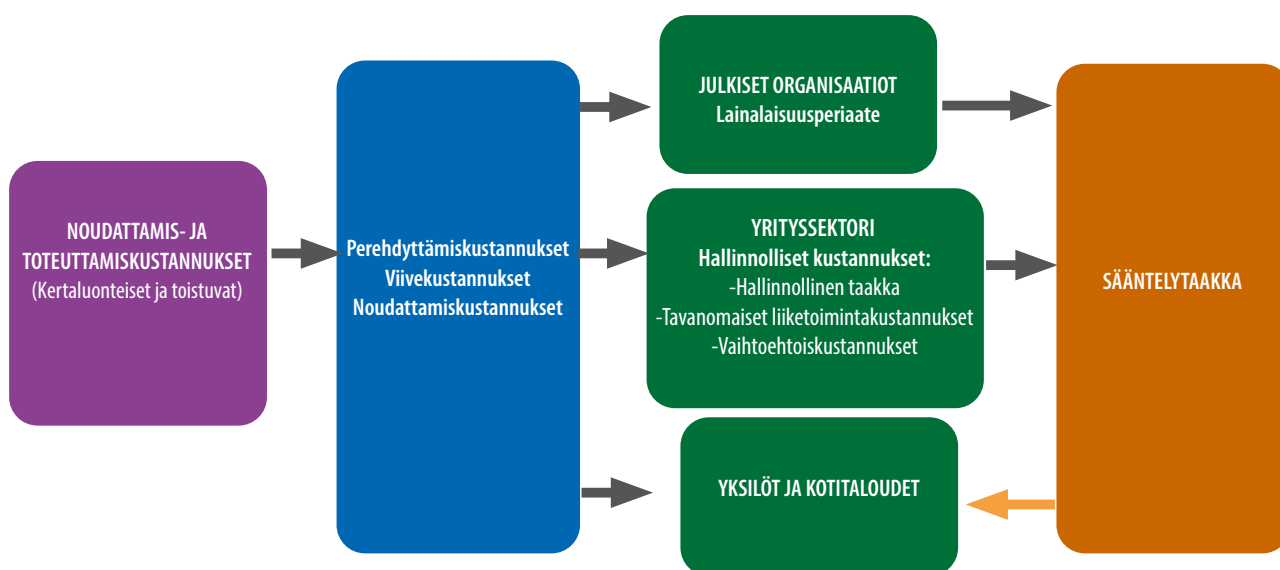 NOUDATTAMIS- JA
TOTEUTTAMISKUSTANNUKSET
(Kertaluonteiset ja toistuvat)
Perehdyttämiskustannukset
Viivekustannukset
Noudattamiskustannukset
JULKISET ORGANISAATIOT
Lainalaisuusperiaate
YRITYSSEKTORI
Hallinnolliset kustannukset:
-Hallinnollinen taakka
-Tavanomaiset liiketoimintakustannukset
-Vaihtoehtoiskustannukset
YKSILÖT JA KOTITALOUDET
SÄÄNTELYTAAKKA